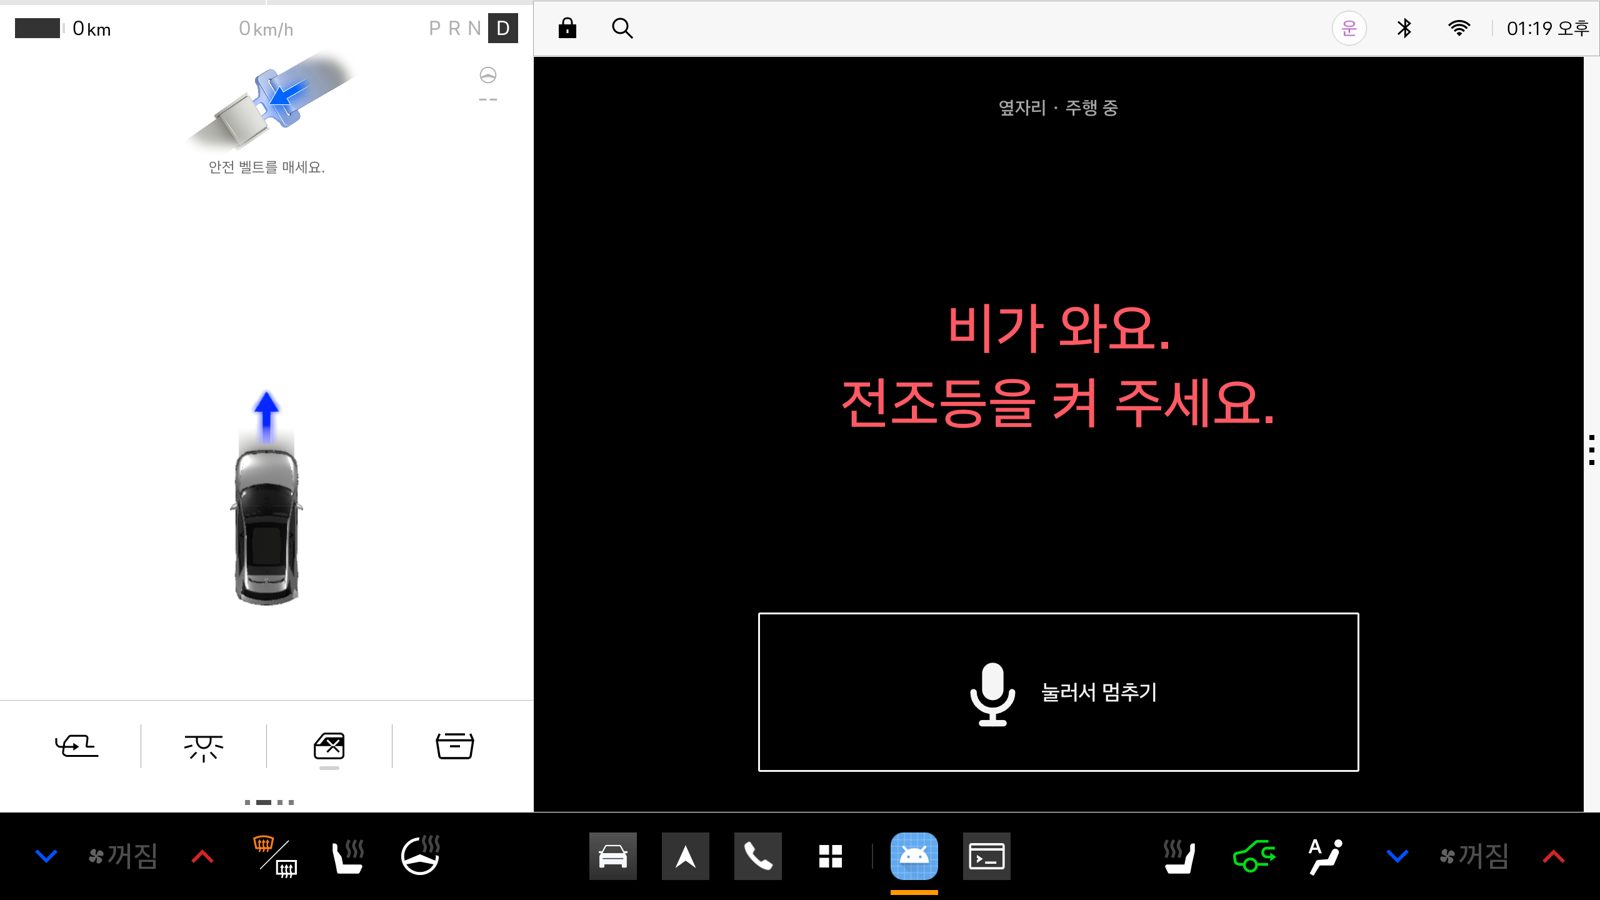 0km
0km/h
P R N D
안전 벨트를 매세요.
운
01:19 오후
옆자리 · 주행 중
비가 와요.
전조등을 켜 주세요.
눌러서 멈추기
꺼짐
A
꺼짐